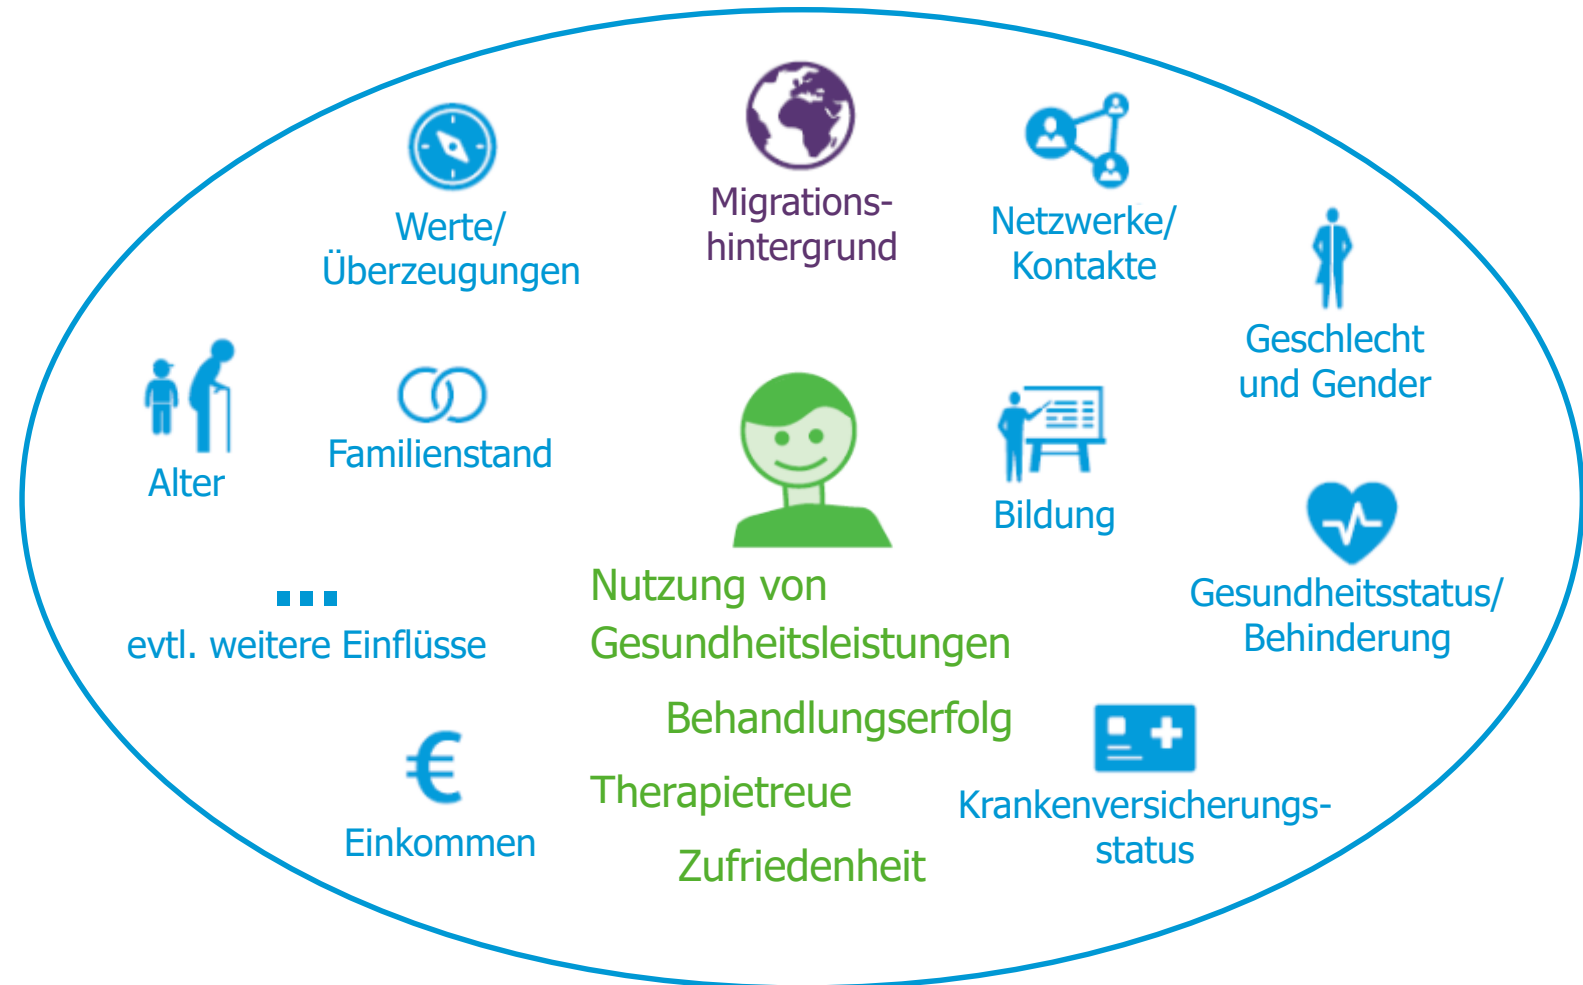 Werte/
Überzeugungen
Migrations-
hintergrund
Netzwerke/
Kontakte
Geschlecht
und Gender
Alter
Familienstand
Bildung
Gesundheitsstatus/
Behinderung
...
evtl. weitere Einflüsse
Nutzung von
Gesundheitsleistungen
Behandlungserfolg
Therapietreue
Zufriedenheit
€
Einkommen
Krankenversicherungs-
status